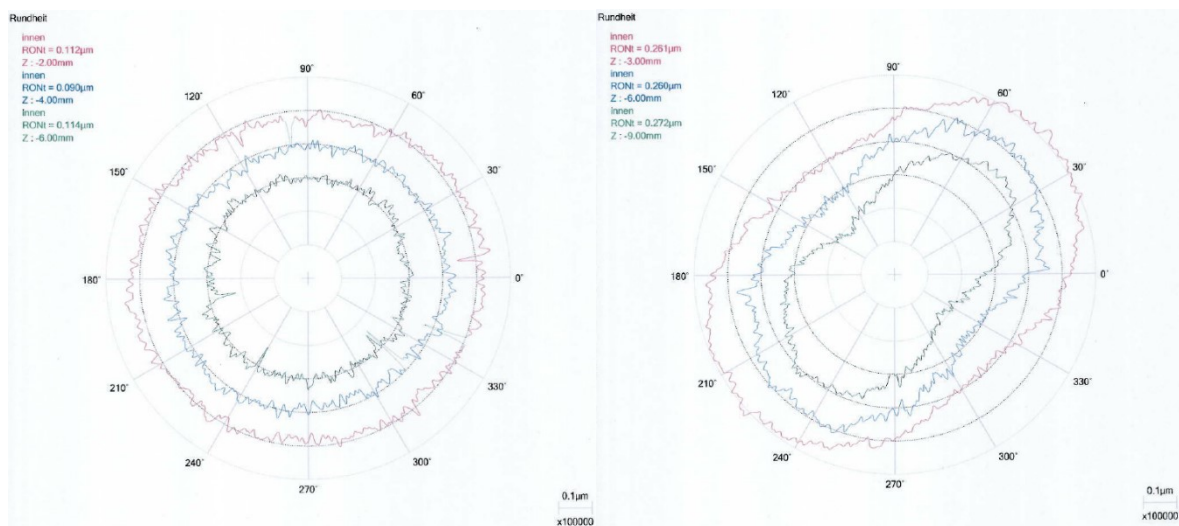 Rundheit
innen
RONt = 0.112µm
Z : -2.00mm
innen
RONt = 0.090µm
Z : -4.00mm
innen
RONt = 0.114µm
Z : -6.00mm
90˚
120˚
60˚
150˚
30˚
180˚
0˚
210˚
330˚
240˚
300˚
270˚
0.1µm
x100000
Rundheit
innen
RONt = 0.261µm
Z : -3.00mm
innen
RONt = 0.260µm
Z : -6.00mm
innen
RONt = 0.272µm
Z : -9.00mm
90˚
120˚
60˚
150˚
30˚
180˚
0˚
210˚
330˚
240˚
300˚
270˚
0.1µm
x100000